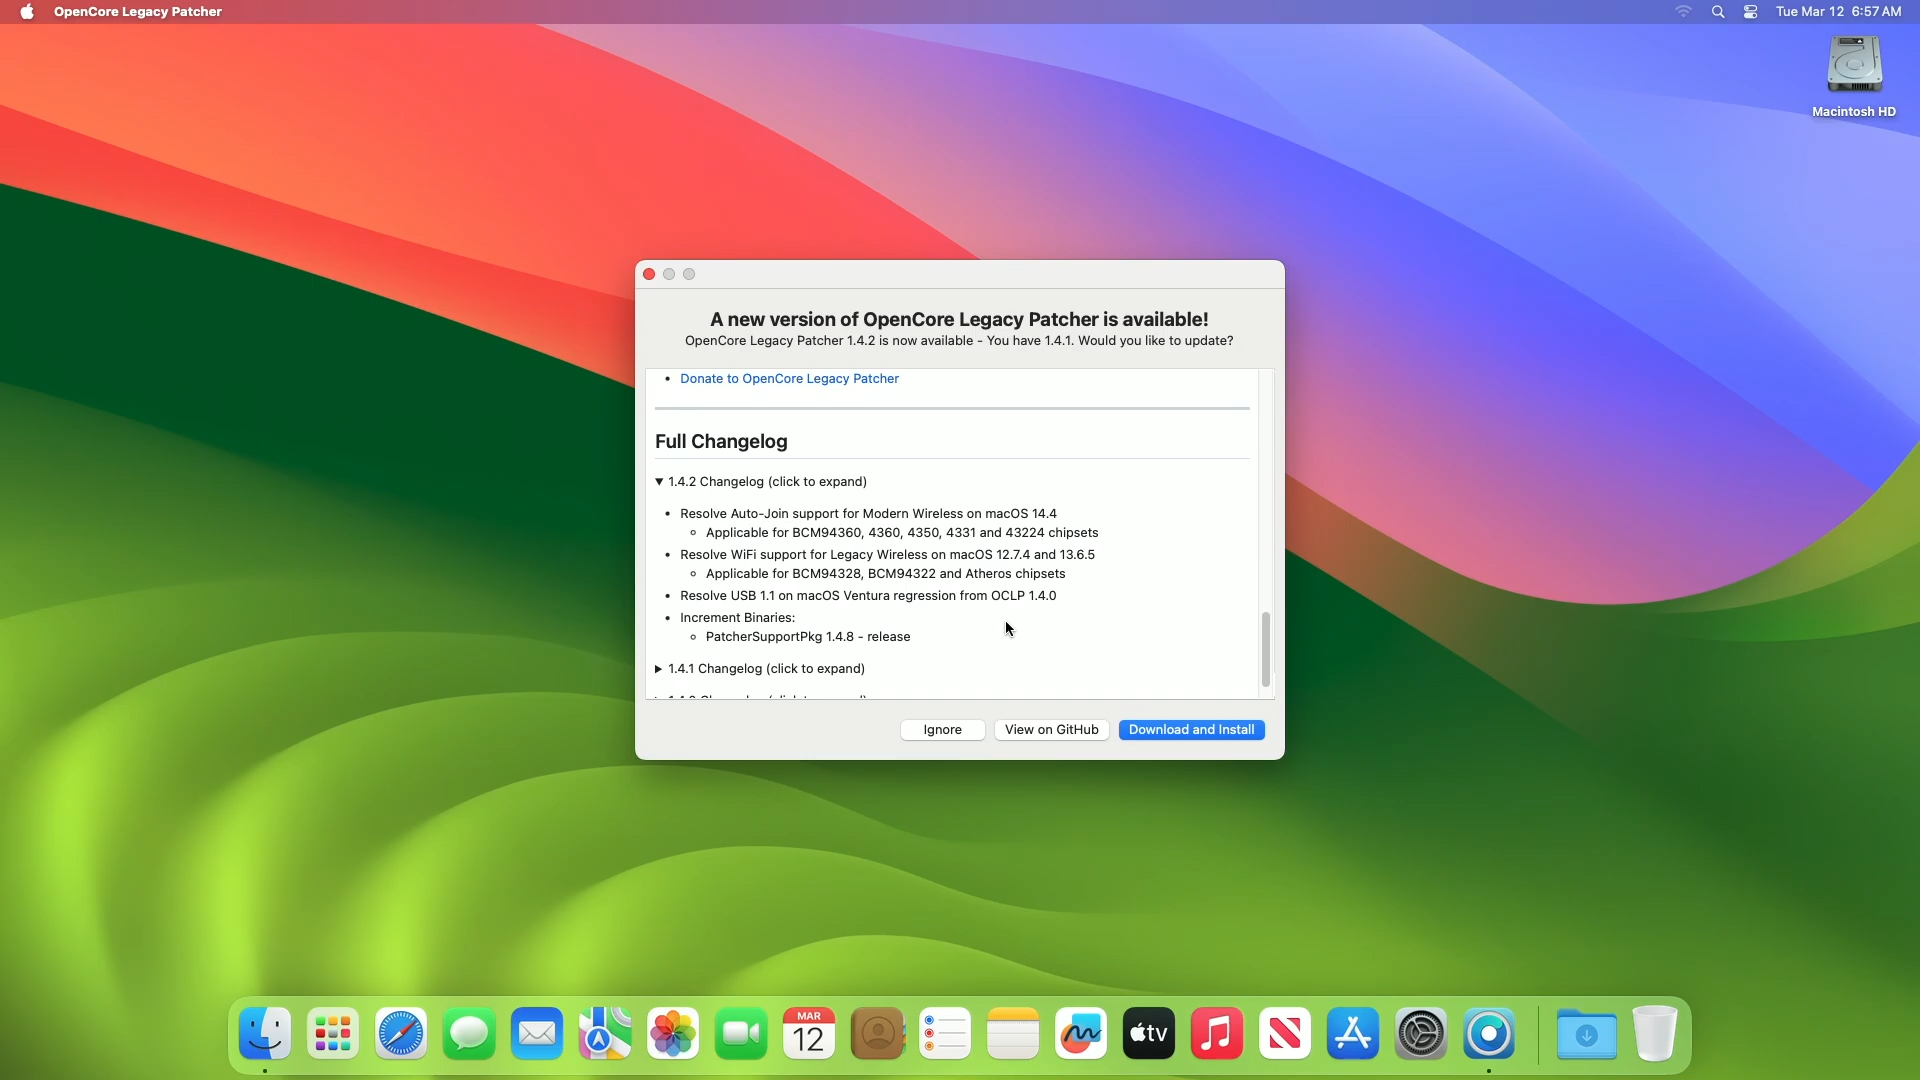 OpenCore Legacy Patcher
Tue Mar 12 6:57 AM
Macintosh HD
A new version of OpenCore Legacy Patcher is available!
OpenCore Legacy Patcher 1.4.2 is now available - You have 1.4.1. Would you like to update?
• Donate to OpenCore Legacy Patcher
Full Changelog
▼ 1.4.2 Changelog (click to expand)
• Resolve Auto-Join support for Modern Wireless on macOS 14.4
◦ Applicable for BCM94360, 4360, 4350, 4331 and 43224 chipsets
• Resolve WiFi support for Legacy Wireless on macOS 12.7.4 and 13.6.5
◦ Applicable for BCM94328, BCM94322 and Atheros chipsets
• Resolve USB 1.1 on macOS Ventura regression from OCLP 1.4.0
• Increment Binaries:
◦ PatcherSupportPkg 1.4.8 - release
▶ 1.4.1 Changelog (click to expand)
Ignore
View on GitHub
Download and Install
MAR
12
tv